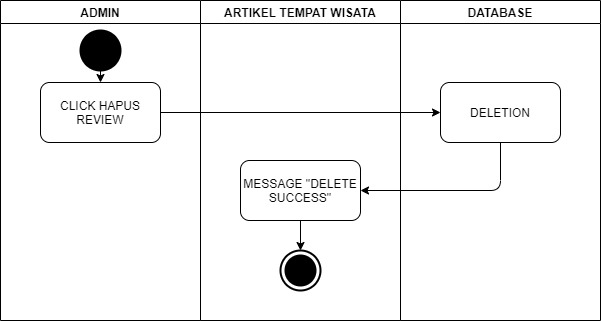 ADMIN
ARTIKEL TEMPAT WISATA
DATABASE
CLICK HAPUS
REVIEW
DELETION
MESSAGE "DELETE
SUCCESS"